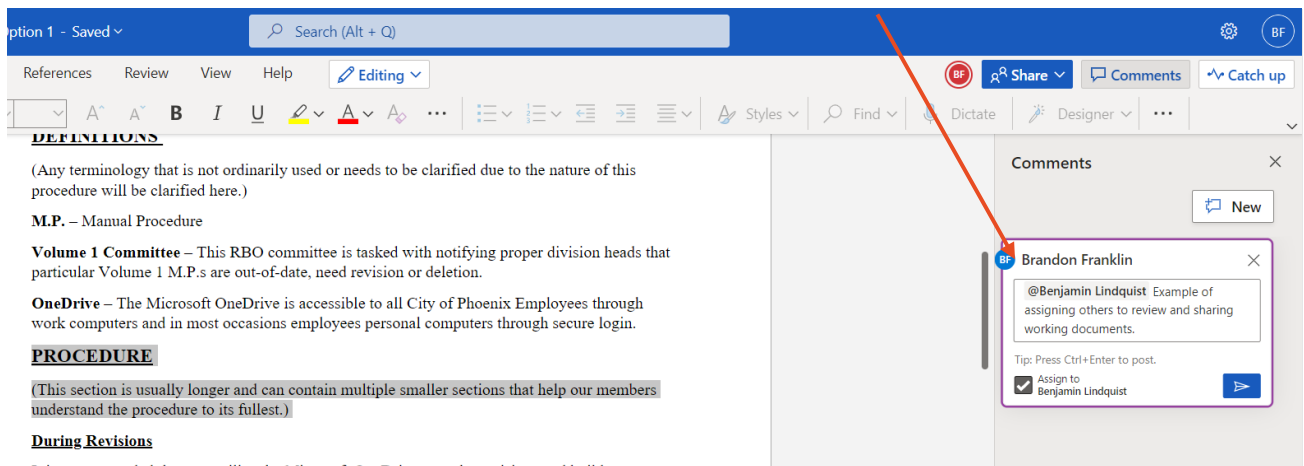 Option 1 - Saved
Search (Alt + Q)
BF
References Review View Help Editing
BF Share Comments Catch up
A A B I U A A ... Styles Find Dictate Designer ...
DEFINITIONS
(Any terminology that is not ordinarily used or needs to be clarified due to the nature of this
procedure will be clarified here.)
M.P. – Manual Procedure
Volume 1 Committee – This RBO committee is tasked with notifying proper division heads that
particular Volume 1 M.P.s are out-of-date, need revision or deletion.
OneDrive – The Microsoft OneDrive is accessible to all City of Phoenix Employees through
work computers and in most occasions employees personal computers through secure login.
PROCEDURE
(This section is usually longer and can contain multiple smaller sections that help our members
understand the procedure to its fullest.)
During Revisions
Comments
New
BF Brandon Franklin
@Benjamin Lindquist Example of
assigning others to review and sharing
working documents.
Tip: Press Ctrl+Enter to post.
Assign to
Benjamin Lindquist